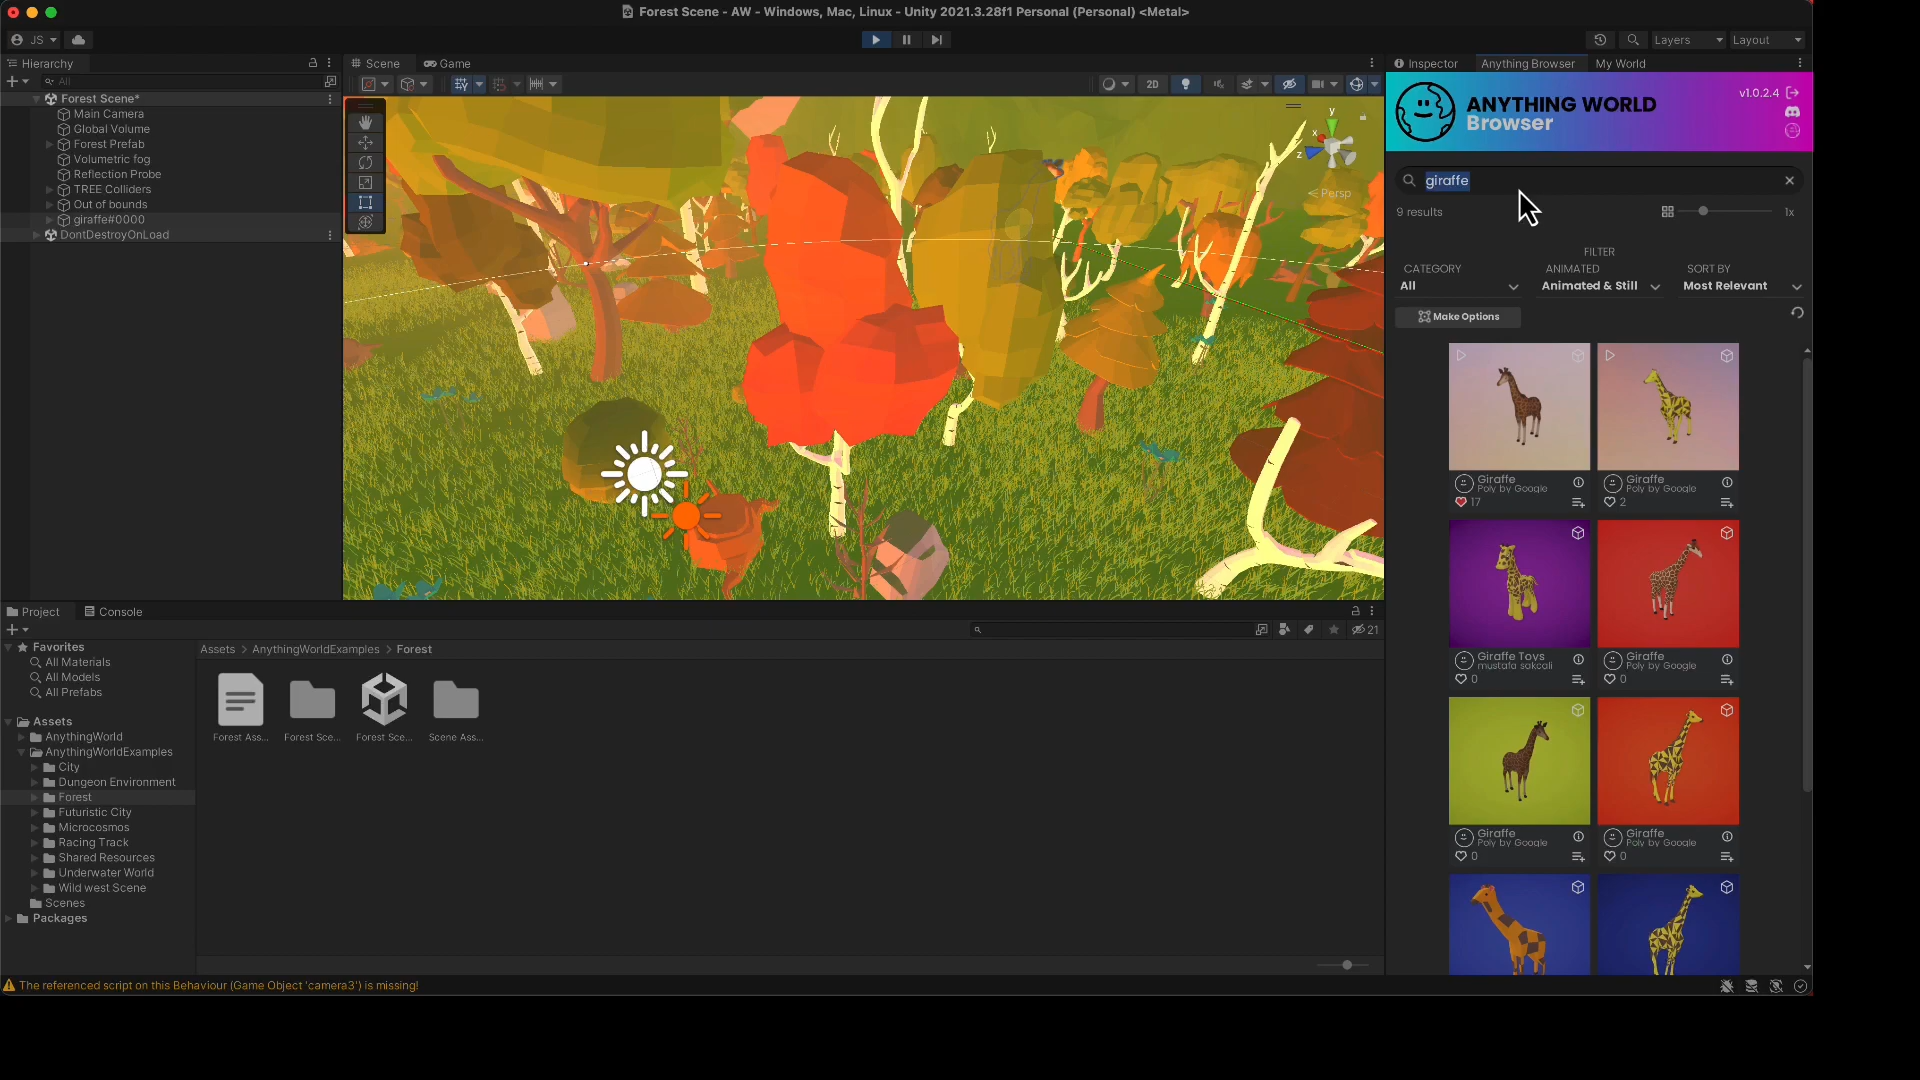 Forest Scene - AW - Windows, Mac, Linux - Unity 2021.3.28f1 Personal (Personal) <Metal>
JS
Layers
Layout
Hierarchy
All
Forest Scene*
Main Camera
Global Volume
Forest Prefab
Volumetric fog
Reflection Probe
TREE Colliders
Out of bounds
giraffe#0000
DontDestroyOnLoad
Scene
Game
2D
y
x
z
Persp
Inspector
Anything Browser
My World
ANYTHING WORLD
Browser
v1.0.2.4
giraffe
9 results
1x
FILTER
CATEGORY
ANIMATED
SORT BY
All
Animated & Still
Most Relevant
Make Options
Giraffe
Poly by Google
17
Giraffe
Poly by Google
2
Giraffe Toys
mustafa sakcali
0
Giraffe
Poly by Google
0
Giraffe
Poly by Google
0
Giraffe
Poly by Google
0
Project
Console
21
Favorites
All Materials
All Models
All Prefabs
Assets
AnythingWorld
AnythingWorldExamples
City
Dungeon Environment
Forest
Futuristic City
Microcosmos
Racing Track
Shared Resources
Underwater World
Wild west Scene
Scenes
Packages
Assets > AnythingWorldExamples > Forest
Forest Ass...
Forest Sce...
Forest Sce...
Scene Ass...
The referenced script on this Behaviour (Game Object 'camera3') is missing!